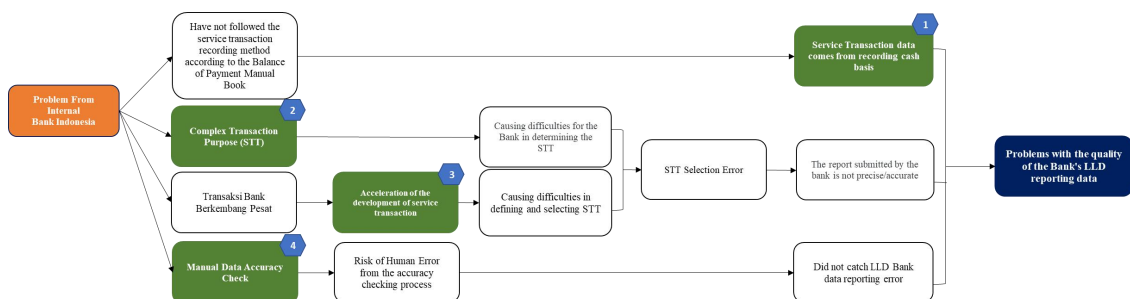 Have not followed the
service transaction
recording method
according to the Balance
of Payment Manual
Book
1
Service Transaction data
comes from recording cash
basis
Problem From
Internal
Bank Indonesia
2
Complex Transaction
Purpose (STT)
Causing difficulties for the
Bank in determining the
STT
STT Selection Error
The report submitted by the
bank is not precise/accurate
Problems with the quality
of the Bank's LLD
reporting data
Transaksi Bank
Berkembang Pesat
3
Acceleration of the
development of service
transaction
Causing difficulties in
defining and selecting STT
4
Manual Data Accuracy
Check
Risk of Human Error
from the accuracy
checking process
Did not catch LLD Bank
data reporting error